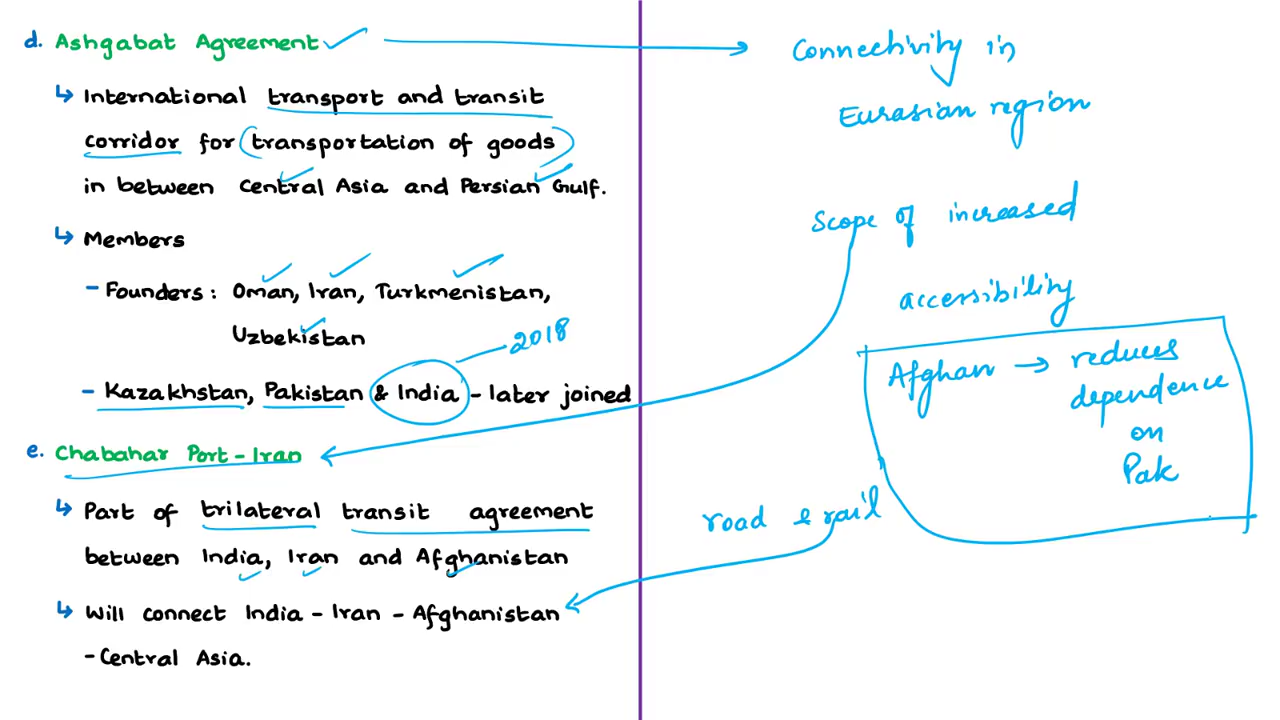 d. Ashgabat Agreement
↳ International transport and transit
corridor for (transportation of goods)
in between Central Asia and Persian Gulf.
↳ Members
- Founders: Oman, Iran, Turkmenistan,
Uzbekistan
2018
- Kazakhstan, Pakistan & India - later joined
e. Chabahar Port - Iran
↳ Part of trilateral transit agreement
between India, Iran and Afghanistan
↳ Will connect India - Iran - Afghanistan
- Central Asia.
Connectivity in
Eurasian region
Scope of increased
accessibility
Afghan → reduces
dependence
on
Pak
road & rail